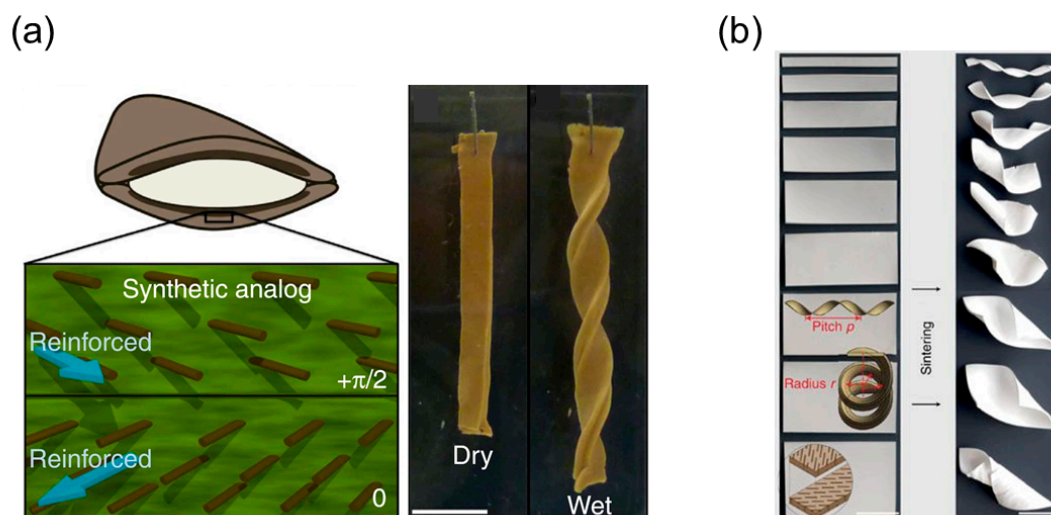 (a)
(b)
Synthetic analog
Reinforced
+π/2
Reinforced
0
Dry
Wet
Pitch p
Radius r
Sintering